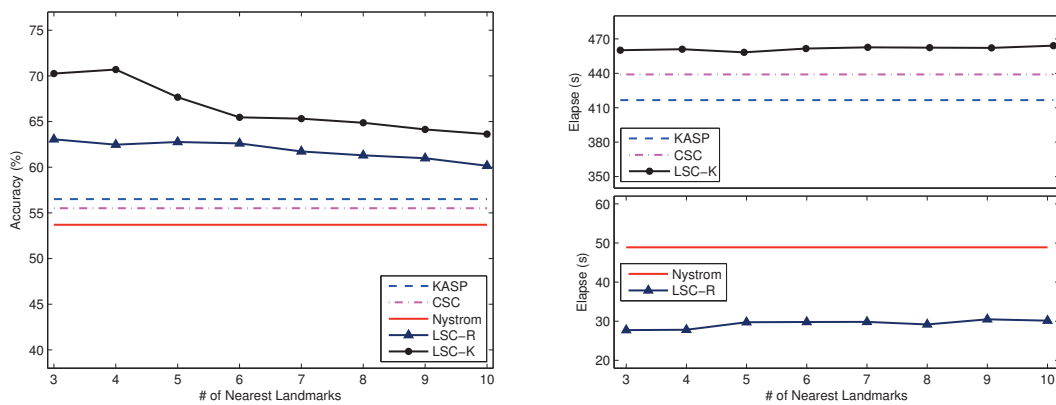 75
70
65
60
55
50
45
40
Accuracy (%)
KASP
CSC
Nystrom
LSC−R
LSC−K
3 4 5 6 7 8 9 10
# of Nearest Landmarks
470
440
410
380
350
Elapse (s)
KASP
CSC
LSC−K
60
50
40
30
20
Elapse (s)
Nystrom
LSC−R
3 4 5 6 7 8 9 10
# of Nearest Landmarks